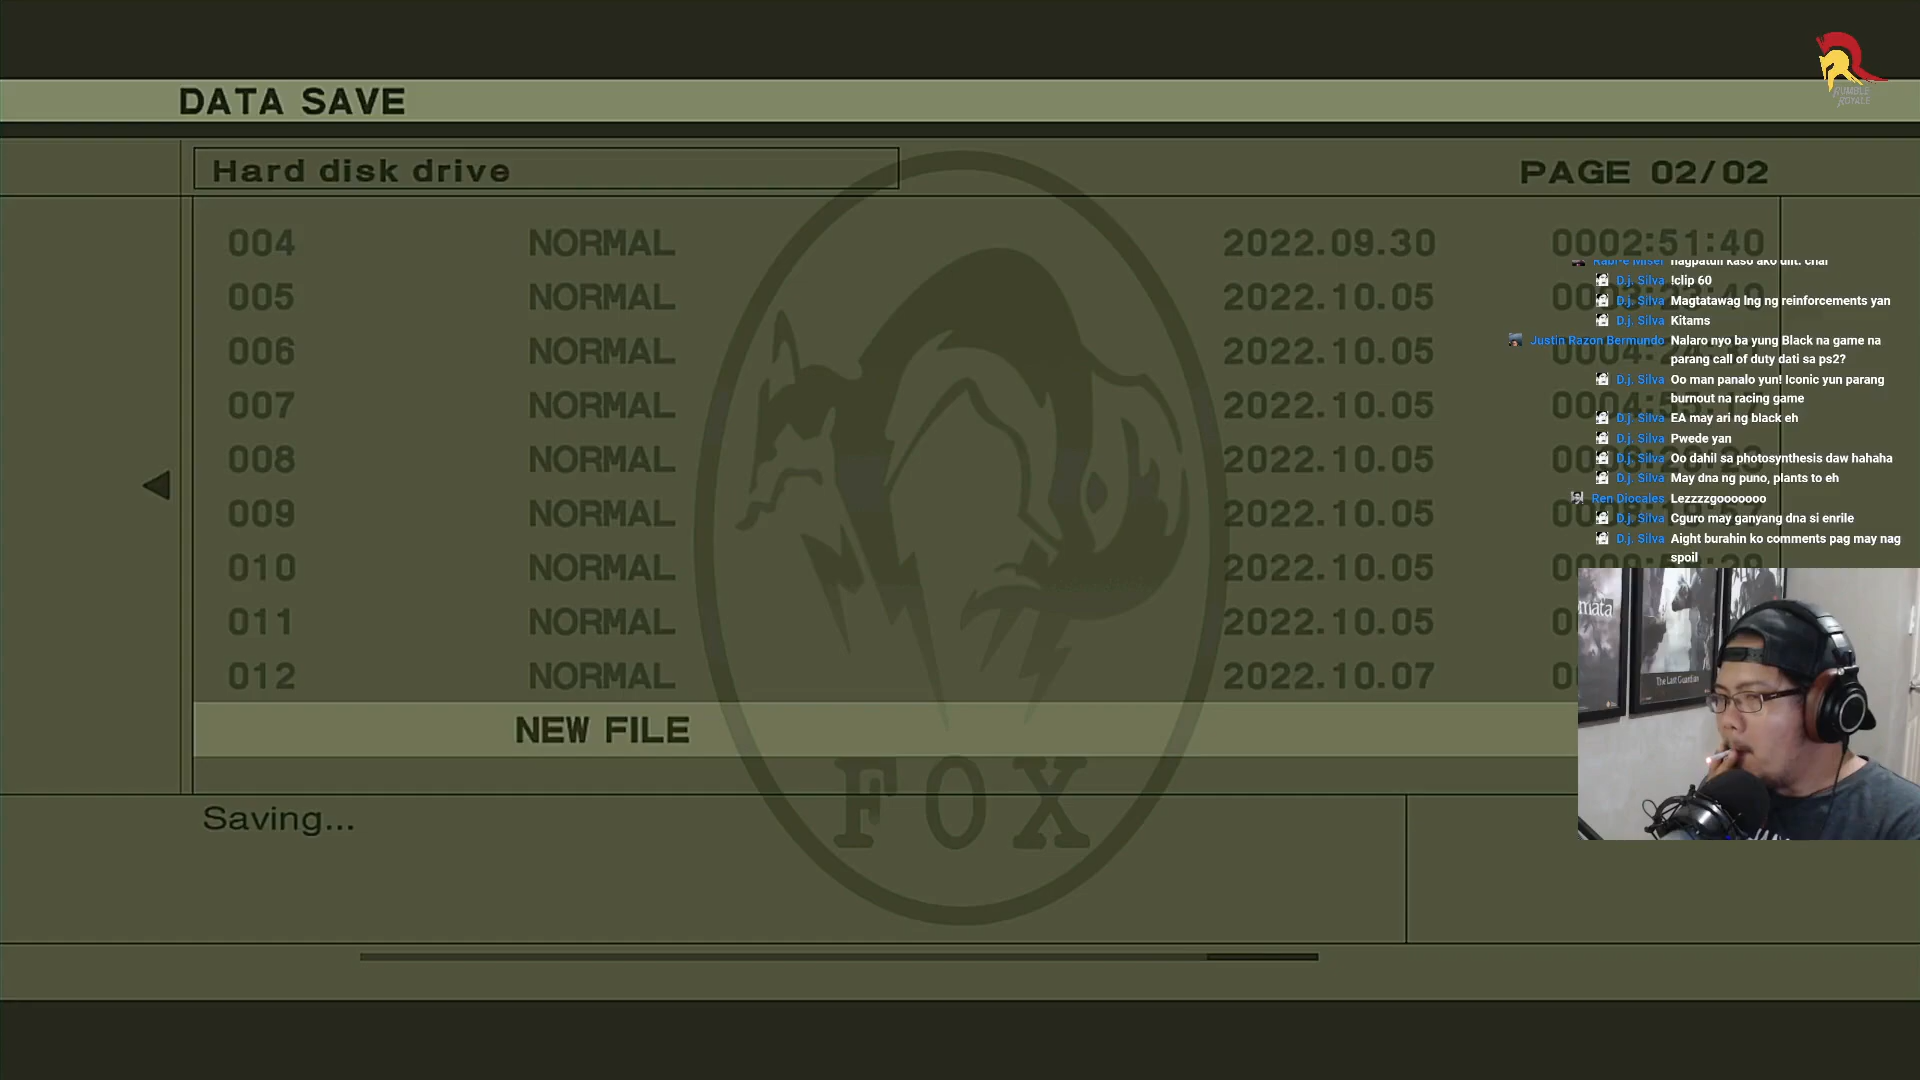 RUMBLE
ROYALE
DATA SAVE
Hard disk drive
PAGE 02/02
004 NORMAL 2022.09.30 0002:51:40
005 NORMAL 2022.10.05
006 NORMAL 2022.10.05
007 NORMAL 2022.10.05
008 NORMAL 2022.10.05
009 NORMAL 2022.10.05
010 NORMAL 2022.10.05
011 NORMAL 2022.10.05
012 NORMAL 2022.10.07
NEW FILE
FOX
Saving...
D.j. Silva !clip 60
D.j. Silva Magtatawag lng ng reinforcements yan
D.j. Silva Kitams
Justin Razon Bermundo Nalaro nyo ba yung Black na game na
parang call of duty dati sa ps2?
D.j. Silva Oo man panalo yun! Iconic yun parang
burnout na racing game
D.j. Silva EA may ari ng black eh
D.j. Silva Pwede yan
D.j. Silva Oo dahil sa photosynthesis daw hahaha
D.j. Silva May dna ng puno, plants to eh
Ren Diocales Lezzzzgooooooo
D.j. Silva Cguro may ganyang dna si enrile
D.j. Silva Aight burahin ko comments pag may nag
spoil
The Last Guardian